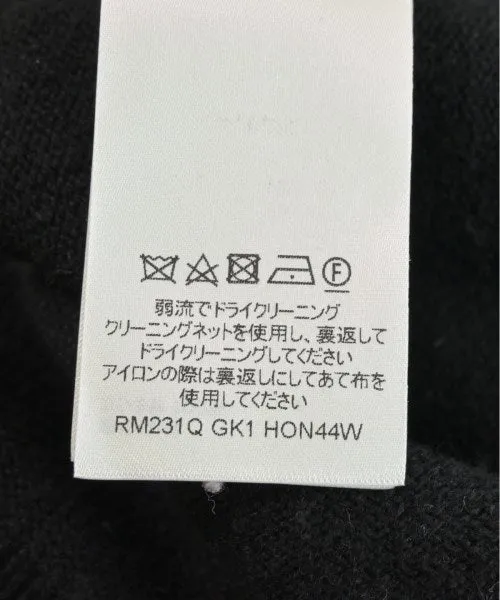 F
弱流でドライクリーニング
クリーニングネットを使用し、裏返して
ドライクリーニングしてください
アイロンの際は裏返しにしてあて布を
使用してください
RM231Q GK1 HON44W